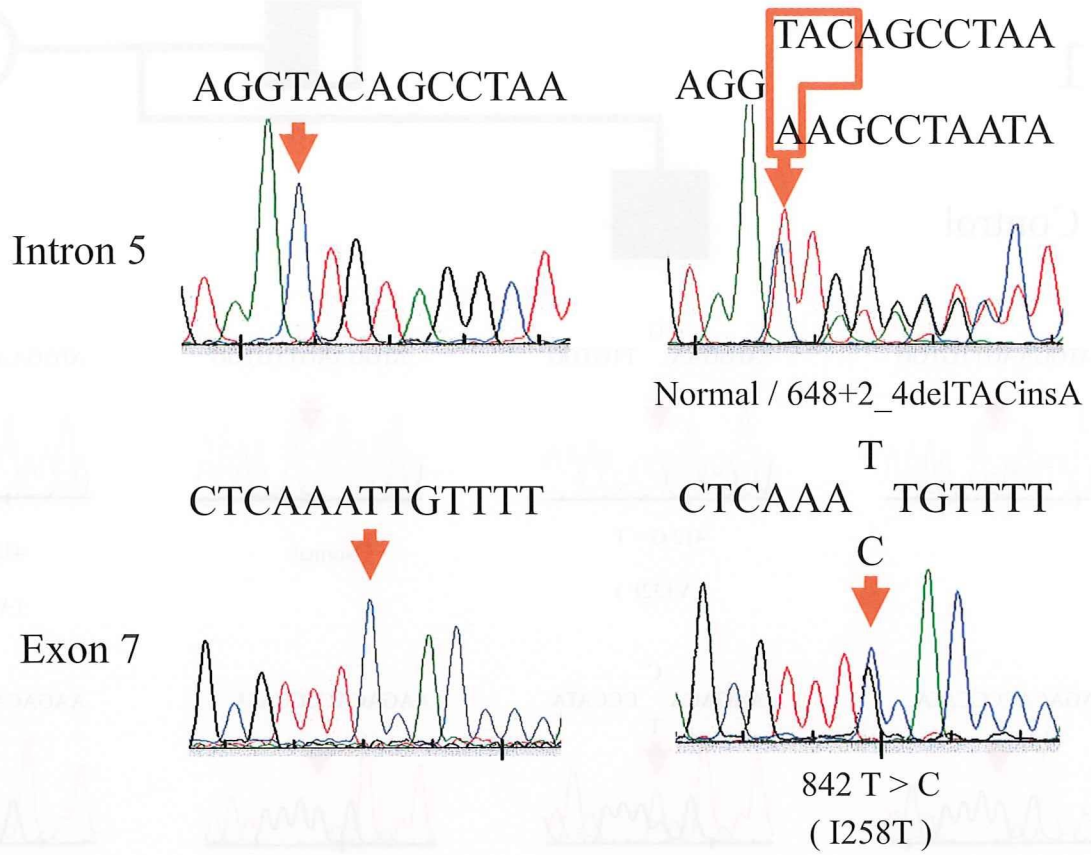 AGGTACAGCCTAA
TACAGCCTAA
AGG
AAGCCTAATA
Intron 5
Normal / 648+2_4delTACinsA
CTCAAATTGTTTT
T
CTCAAA TGTTTT
C
Exon 7
842 T > C
( I258T )